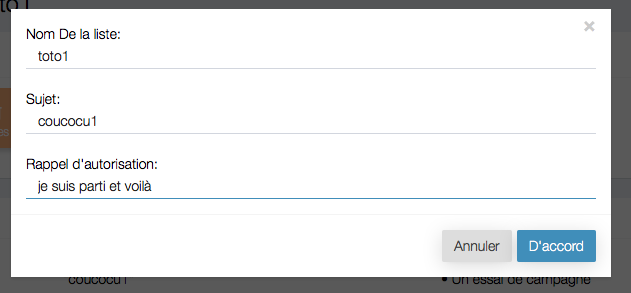 Nom De la liste:
toto1
Sujet:
coucocu1
Rappel d'autorisation:
je suis parti et voilà
Annuler
D'accord
coucocu1
• Un essai de campagne